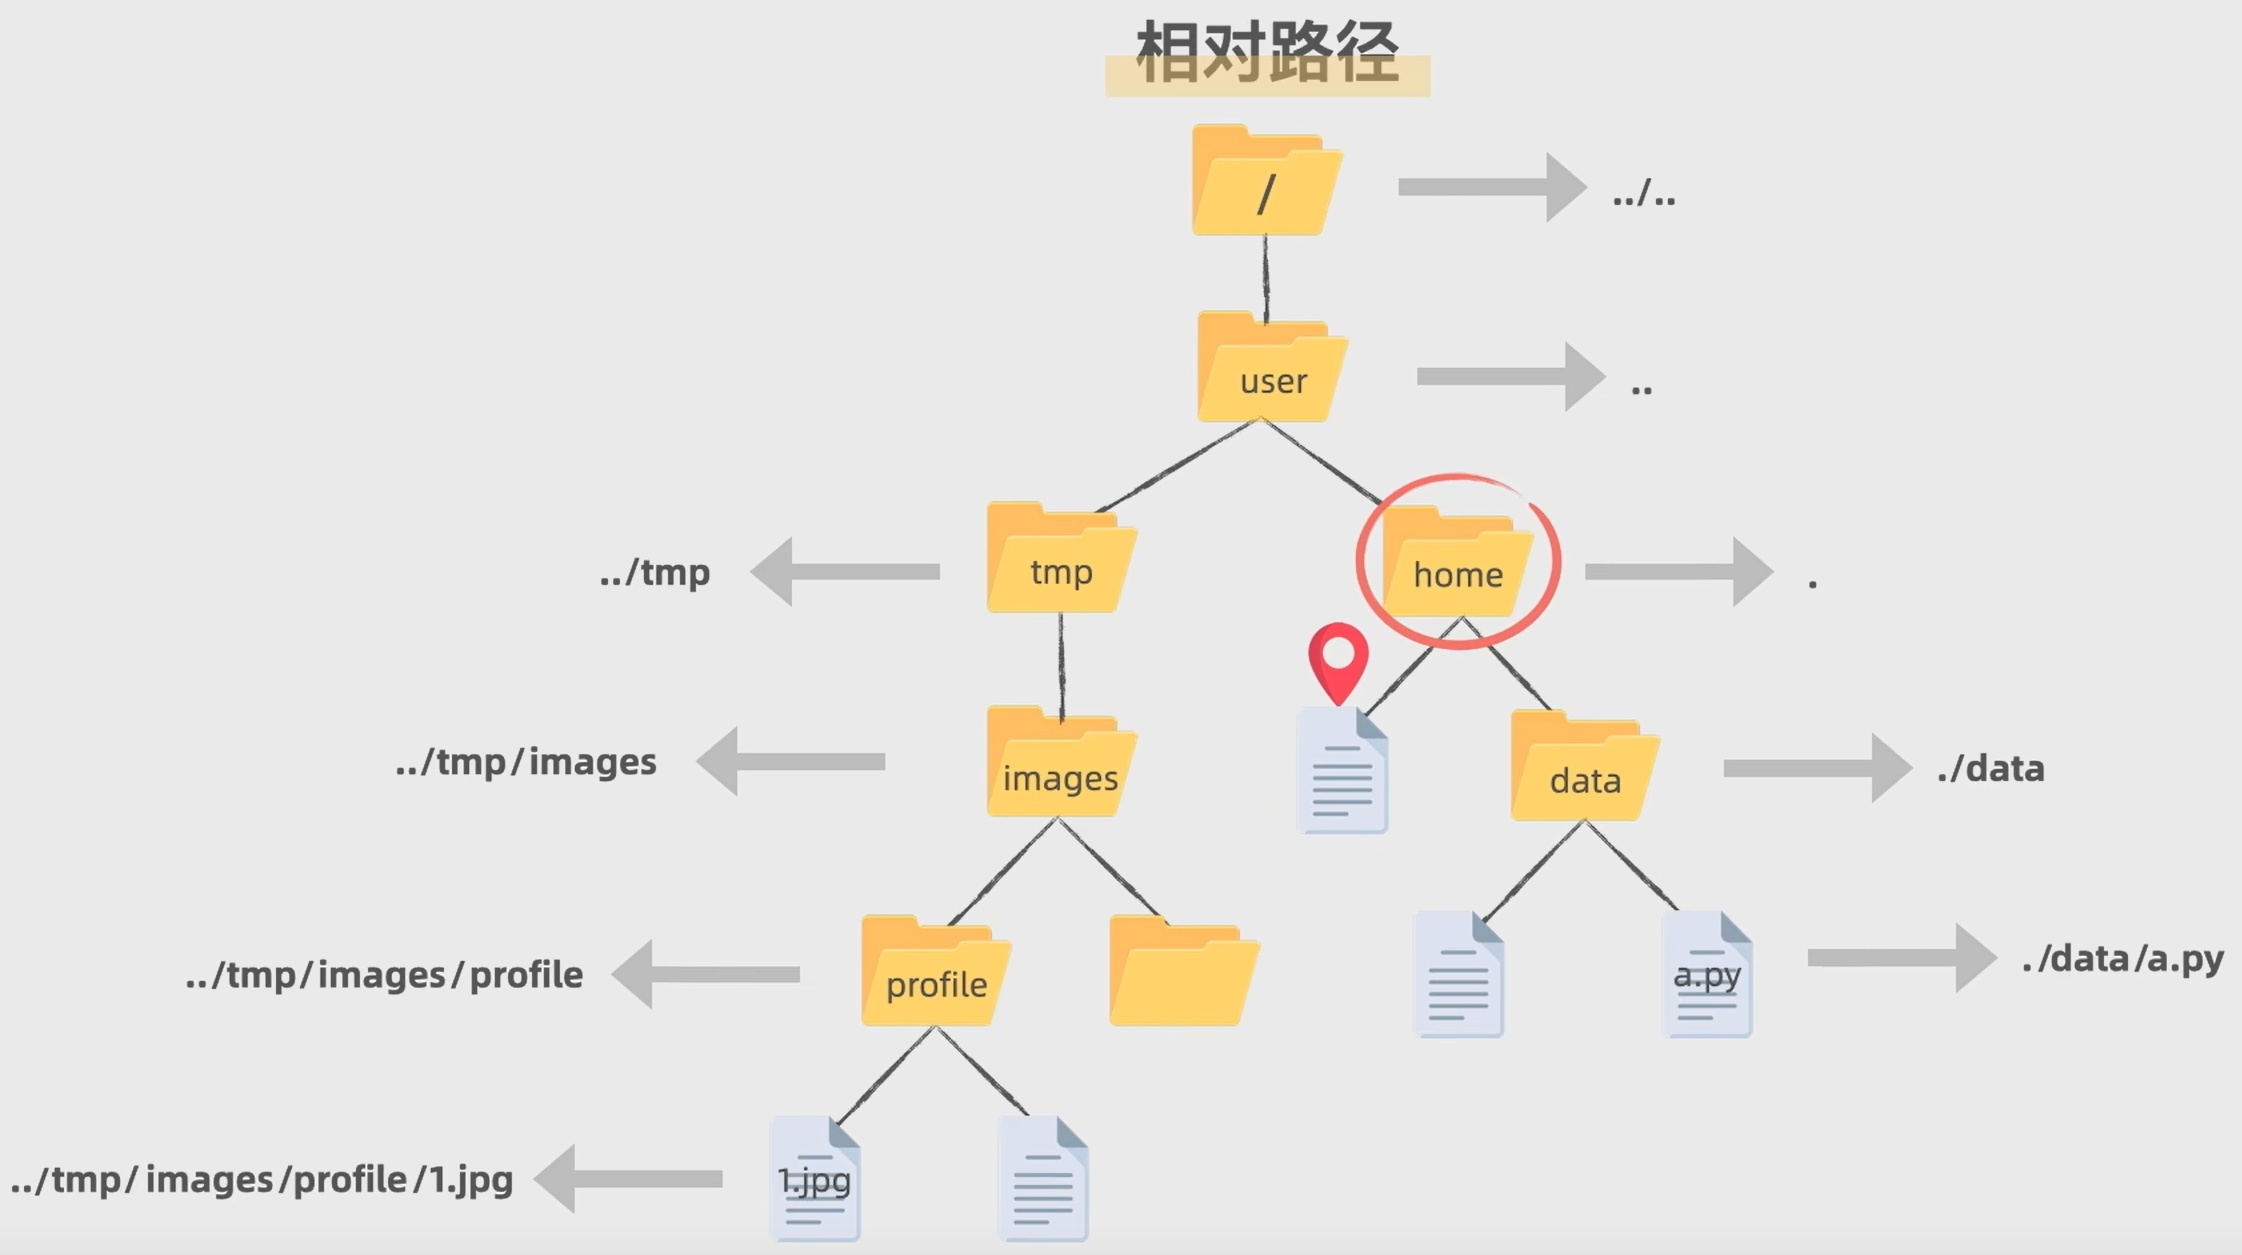 相对路径
/
../..
user
..
../tmp
tmp
home
.
../tmp/images
images
data
./data
../tmp/images/profile
profile
a.py
./data/a.py
../tmp/images/profile/1.jpg
1.jpg